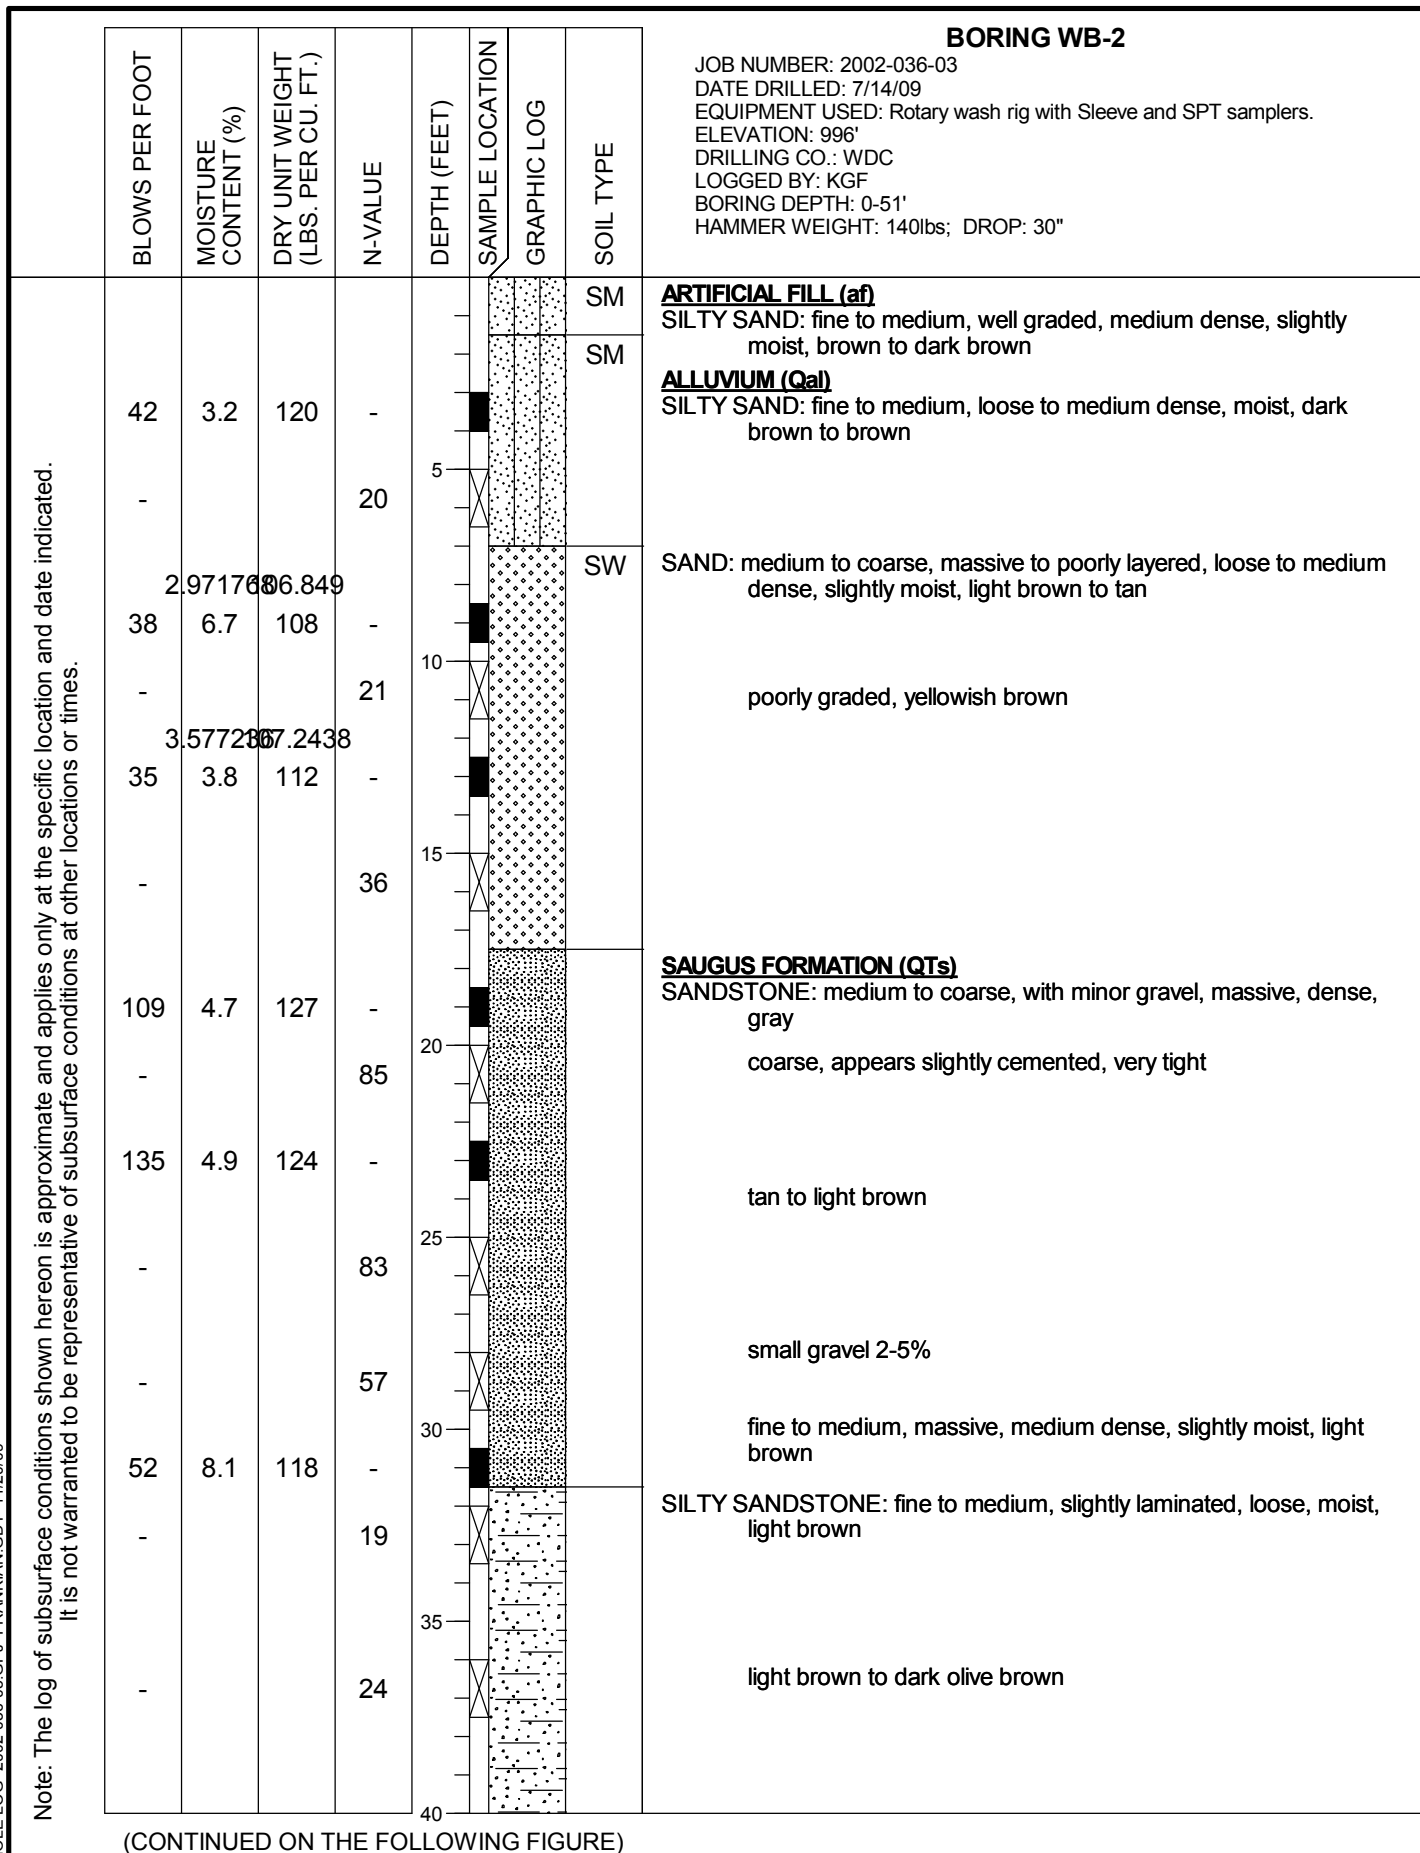 BORING WB-2
JOB NUMBER: 2002-036-03
DATE DRILLED: 7/14/09
EQUIPMENT USED: Rotary wash rig with Sleeve and SPT samplers.
ELEVATION: 996'
DRILLING CO.: WDC
LOGGED BY: KGF
BORING DEPTH: 0-51'
HAMMER WEIGHT: 140lbs; DROP: 30"
BLOWS PER FOOT
MOISTURE
CONTENT (%)
DRY UNIT WEIGHT
(LBS. PER CU. FT.)
N-VALUE
DEPTH (FEET)
SAMPLE LOCATION
GRAPHIC LOG
SOIL TYPE
SM
ARTIFICIAL FILL (af)
SILTY SAND: fine to medium, well graded, medium dense, slightly
moist, brown to dark brown
SM
ALLUVIUM (Qal)
42 3.2 120 - SILTY SAND: fine to medium, loose to medium dense, moist, dark
brown to brown
5
- 20
SW SAND: medium to coarse, massive to poorly layered, loose to medium
dense, slightly moist, light brown to tan
2.97176 06.849
38 6.7 108 -
10
- 21 poorly graded, yellowish brown
3.57723 07.2438
35 3.8 112 -
15
- 36
SAUGUS FORMATION (QTs)
SANDSTONE: medium to coarse, with minor gravel, massive, dense,
gray
109 4.7 127 -
20
coarse, appears slightly cemented, very tight
- 85
135 4.9 124 -
tan to light brown
25
- 83
small gravel 2-5%
- 57
30
fine to medium, massive, medium dense, slightly moist, light
brown
52 8.1 118 -
SILTY SANDSTONE: fine to medium, slightly laminated, loose, moist,
light brown
- 19
35
- 24 light brown to dark olive brown
40
(CONTINUED ON THE FOLLOWING FIGURE)
Note: The log of subsurface conditions shown hereon is approximate and applies only at the specific location and date indicated.
It is not warranted to be representative of subsurface conditions at other locations or times.